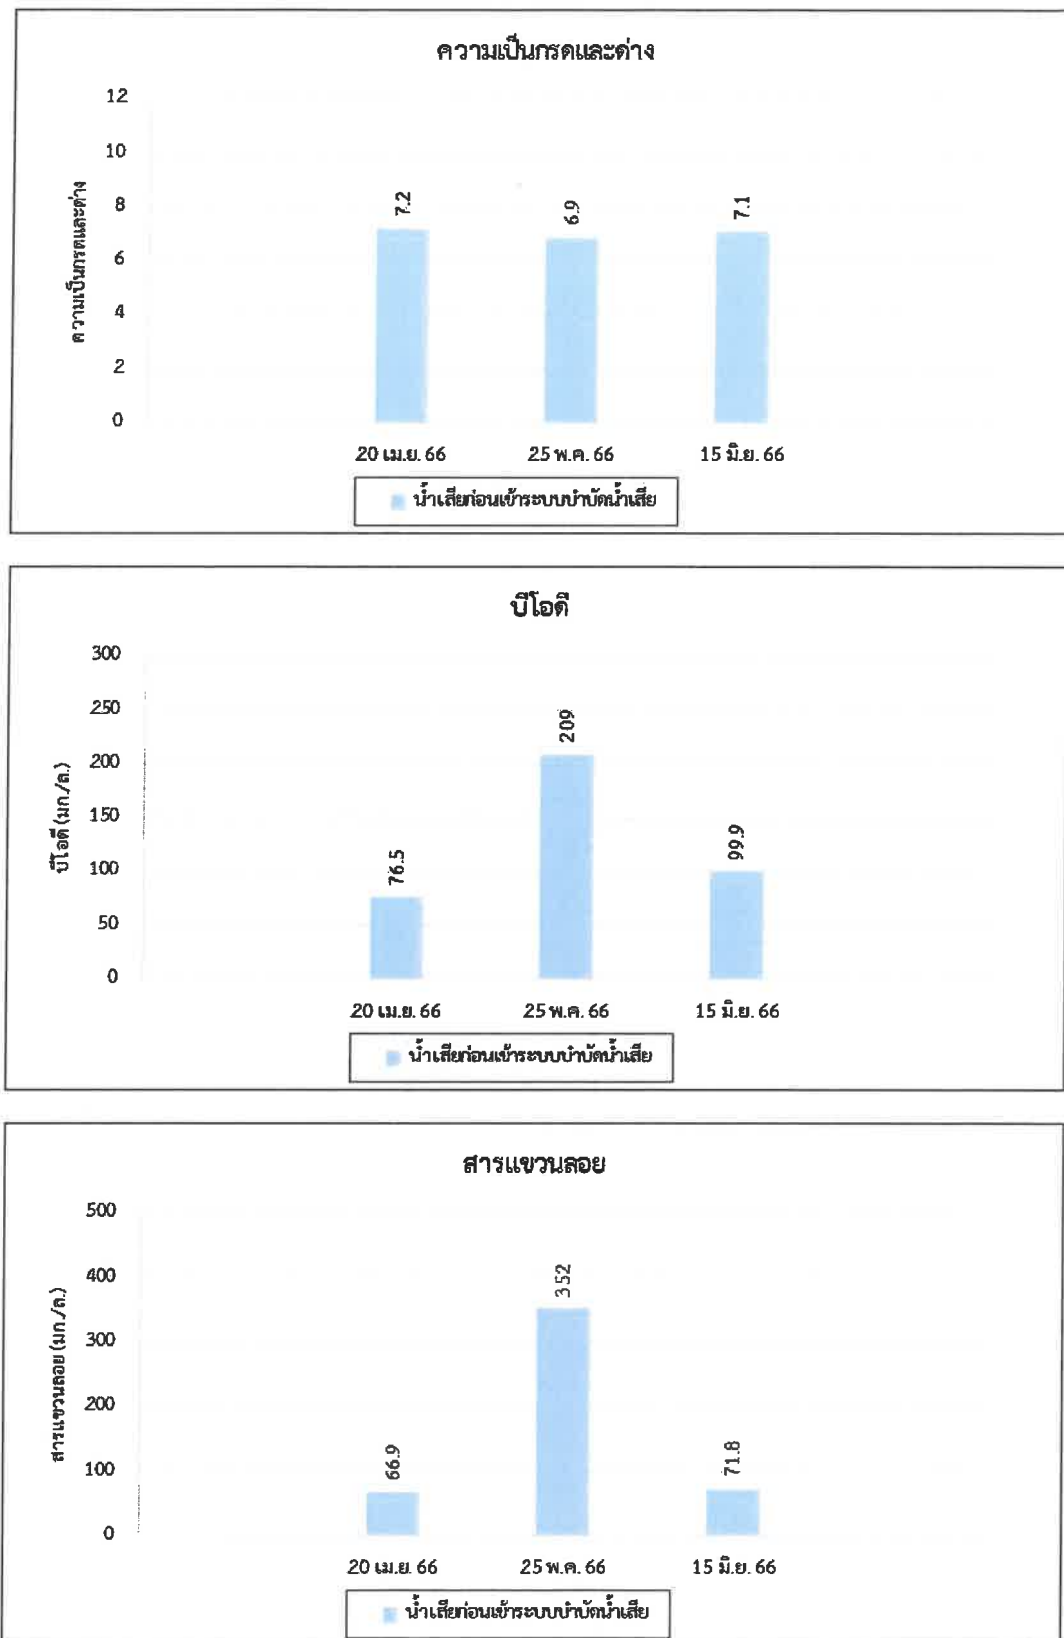 ความเป็นกรดและด่าง
ความเป็นกรดและด่าง
12
10
8
6
4
2
0
7.2
6.9
7.1
20 เม.ย. 66
25 พ.ค. 66
15 มิ.ย. 66
น้ำเสียก่อนเข้าระบบบำบัดน้ำเสีย
บีโอดี
บีโอดี (มก./ล.)
300
250
200
150
100
50
0
76.5
209
99.9
20 เม.ย. 66
25 พ.ค. 66
15 มิ.ย. 66
น้ำเสียก่อนเข้าระบบบำบัดน้ำเสีย
สารแขวนลอย
สารแขวนลอย (มก./ล.)
500
400
300
200
100
0
66.9
352
71.8
20 เม.ย. 66
25 พ.ค. 66
15 มิ.ย. 66
น้ำเสียก่อนเข้าระบบบำบัดน้ำเสีย